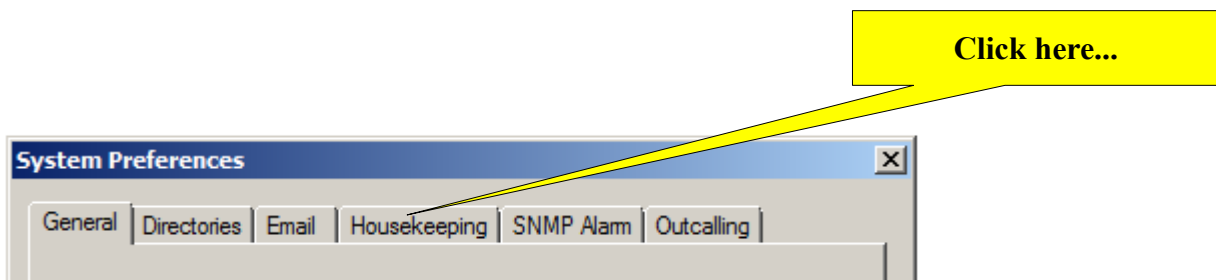 Click here...
System Preferences
General Directories Email Housekeeping SNMP Alarm Outcalling